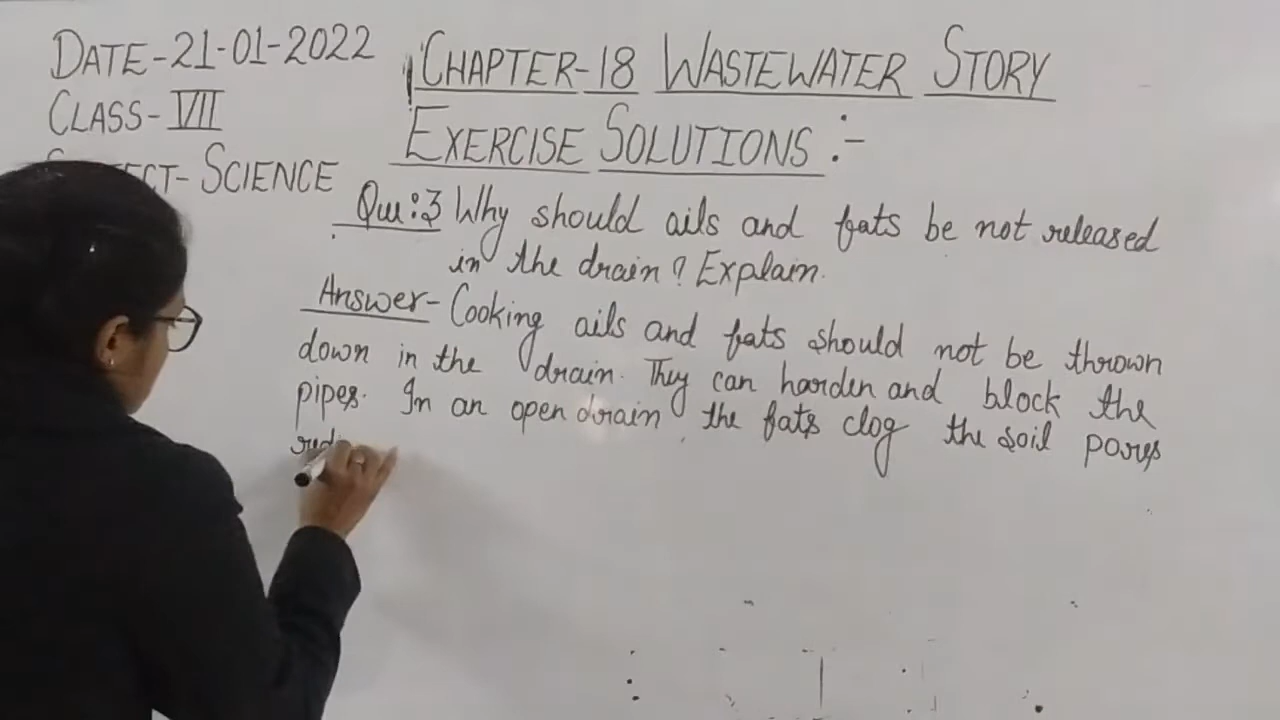 DATE-21-01-2022
CLASS-VII
SCIENCE
CHAPTER-18 WASTEWATER STORY
EXERCISE SOLUTIONS :-
Que:3 Why should oils and fats be not released
in the drain? Explain.
Answer- Cooking oils and fats should not be thrown
down in the drain. They can harden and block the
pipes. In an open drain the fats clog the soil pores